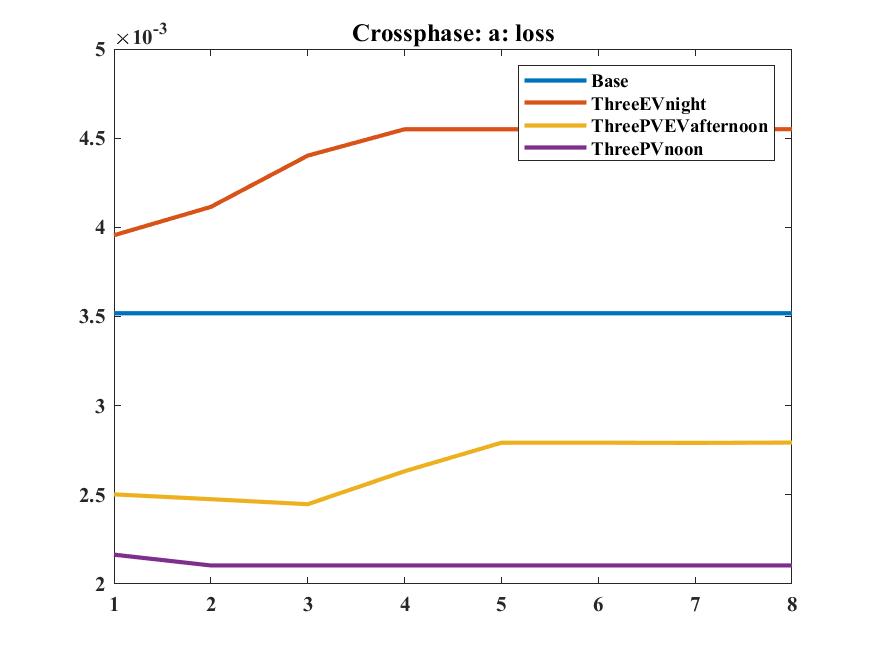 ×10-3
Crossphase: a: loss
5
4.5
4
3.5
3
2.5
2
Base
ThreeEVnight
ThreePVEVafternoon
ThreePVnoon
1 2 3 4 5 6 7 8